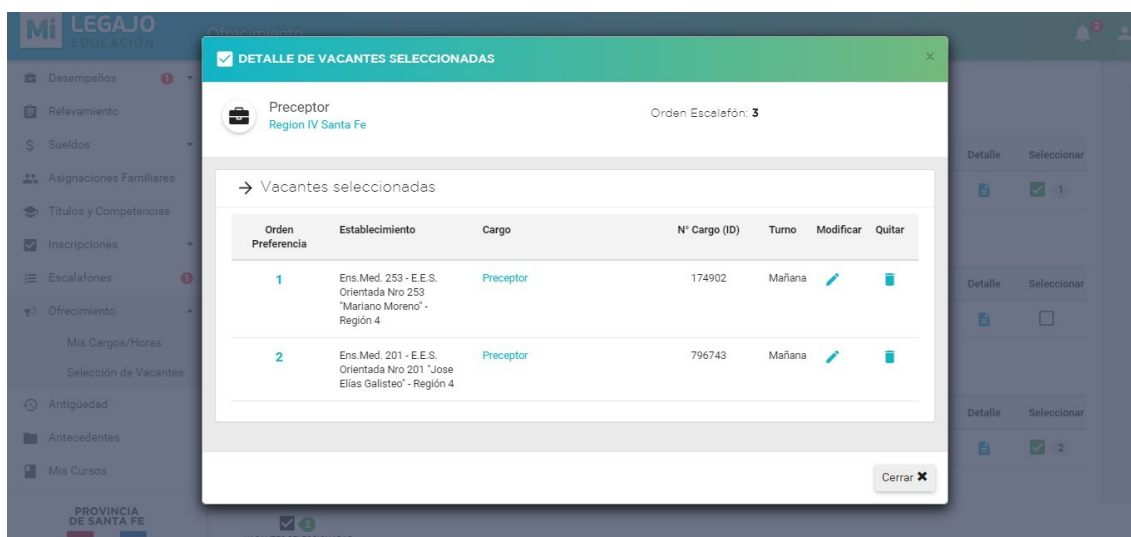 Mi LEGAJO
EDUCACIÓN
Ofrecimiento
2
DETALLE DE VACANTES SELECCIONADAS
×
Desempeños 1
Relevamiento
Sueldos
Asignaciones Familiares
Títulos y Competencias
Inscripciones
Escalafones 1
Ofrecimiento
Mis Cargos/Horas
Selección de Vacantes
Antigüedad
Antecedentes
Mis Cursos
PROVINCIA
DE SANTA FE
Preceptor
Region IV Santa Fe
Orden Escalafón: 3
→ Vacantes seleccionadas
Orden Preferencia Establecimiento Cargo N° Cargo (ID) Turno Modificar Quitar
1 Ens.Med. 253 - E.E.S. Preceptor 174902 Mañana
Orientada Nro 253
"Mariano Moreno" -
Región 4
2 Ens.Med. 201 - E.E.S. Preceptor 796743 Mañana
Orientada Nro 201 "Jose
Elías Galisteo" - Región 4
Cerrar ✖
Detalle Seleccionar
1
Detalle Seleccionar
Detalle Seleccionar
2
2